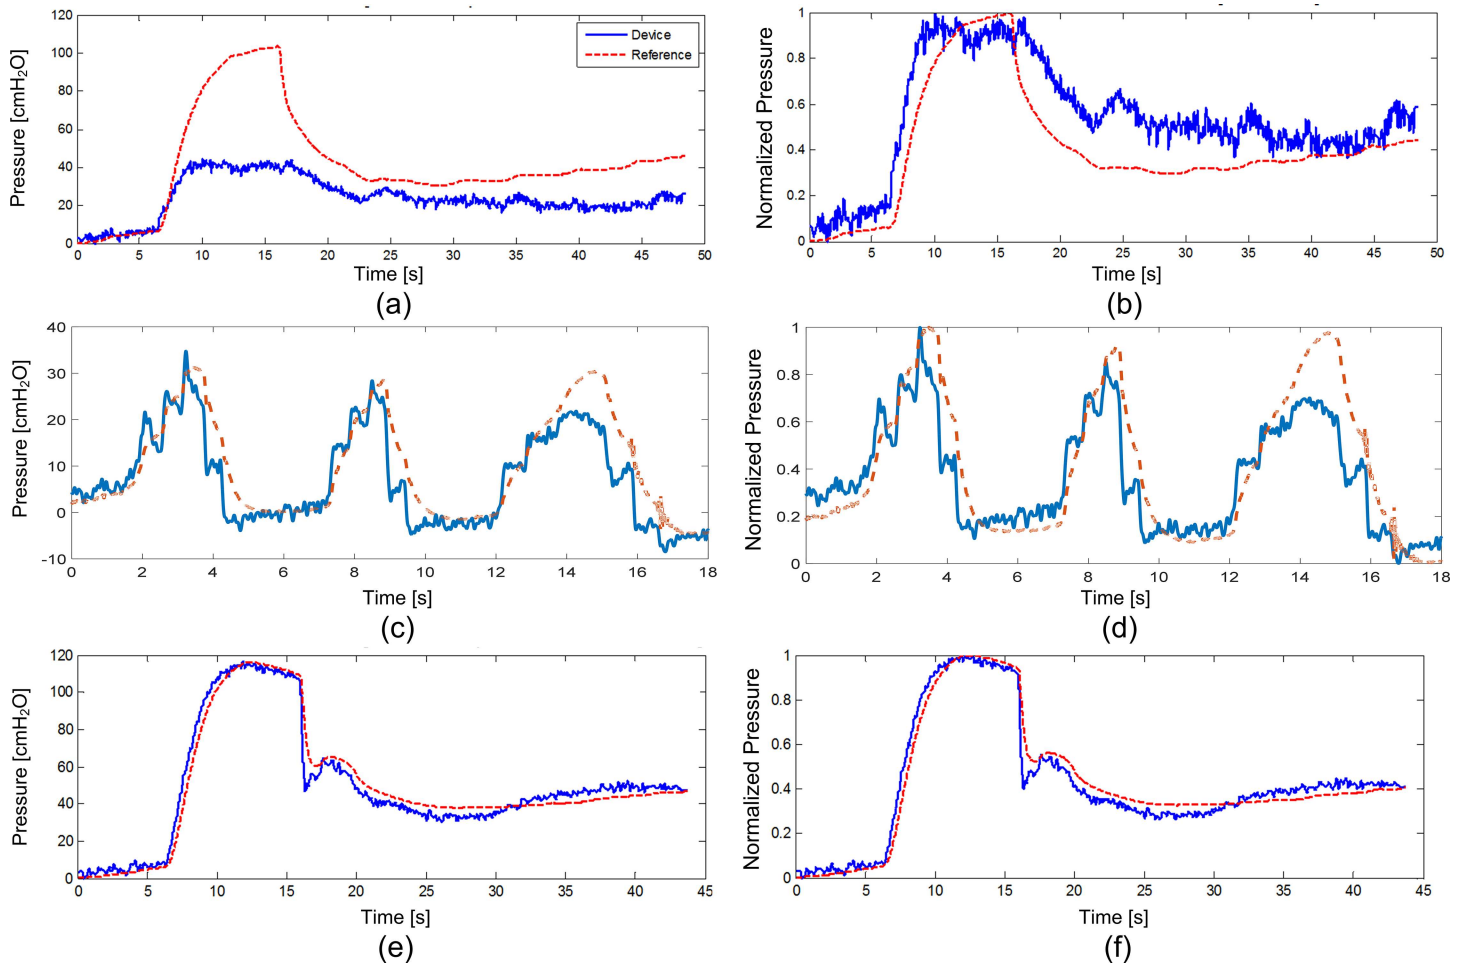 120
100
80
60
40
20
0
Pressure [cmH₂O]
Device
Reference
0 5 10 15 20 25 30 35 40 45 50
Time [s]
(a)
1
0.8
0.6
0.4
0.2
0
Normalized Pressure
0 5 10 15 20 25 30 35 40 45 50
Time [s]
(b)
40
30
20
10
0
-10
Pressure [cmH₂O]
0 2 4 6 8 10 12 14 16 18
Time [s]
(c)
1
0.8
0.6
0.4
0.2
0
Normalized Pressure
0 2 4 6 8 10 12 14 16 18
Time [s]
(d)
120
100
80
60
40
20
0
Pressure [cmH₂O]
0 5 10 15 20 25 30 35 40 45
Time [s]
(e)
1
0.8
0.6
0.4
0.2
0
Normalized Pressure
0 5 10 15 20 25 30 35 40 45
Time [s]
(f)